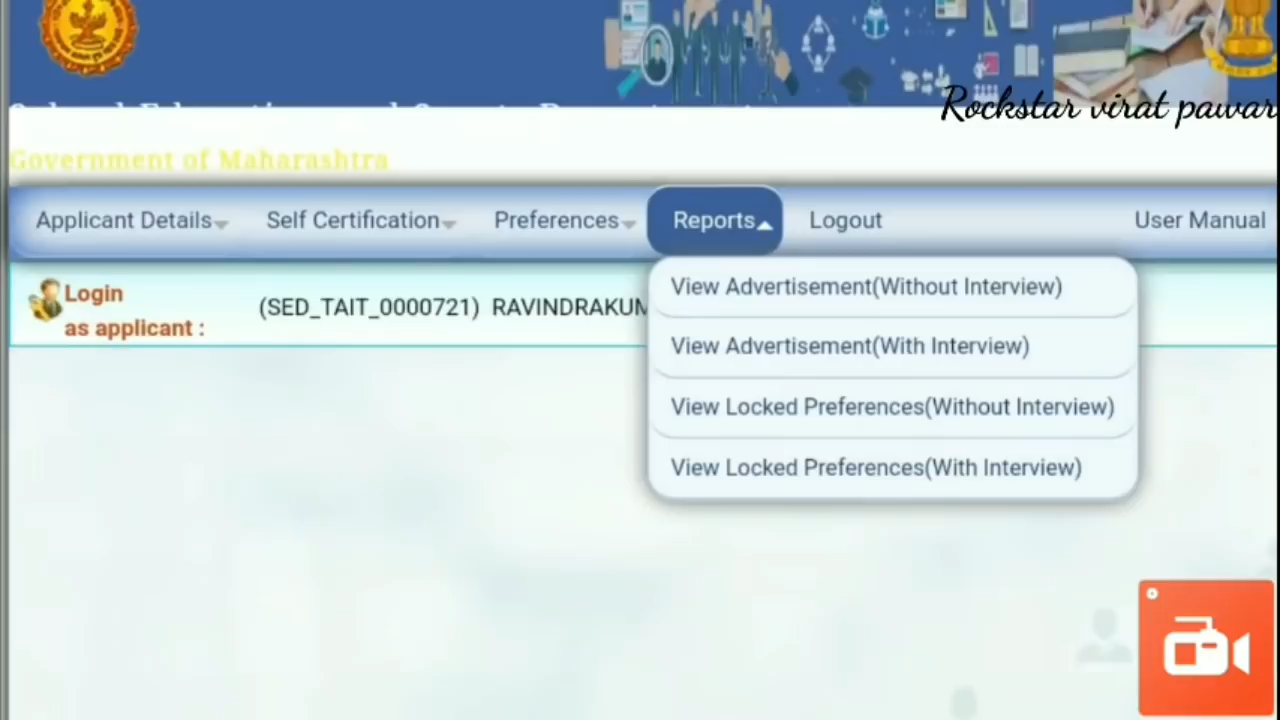 Rockstar virat pawar
Government of Maharashtra
Applicant Details
Self Certification
Preferences
Reports
Logout
User Manual
Login
as applicant :
(SED_TAIT_0000721) RAVINDRAKUM
View Advertisement(Without Interview)
View Advertisement(With Interview)
View Locked Preferences(Without Interview)
View Locked Preferences(With Interview)